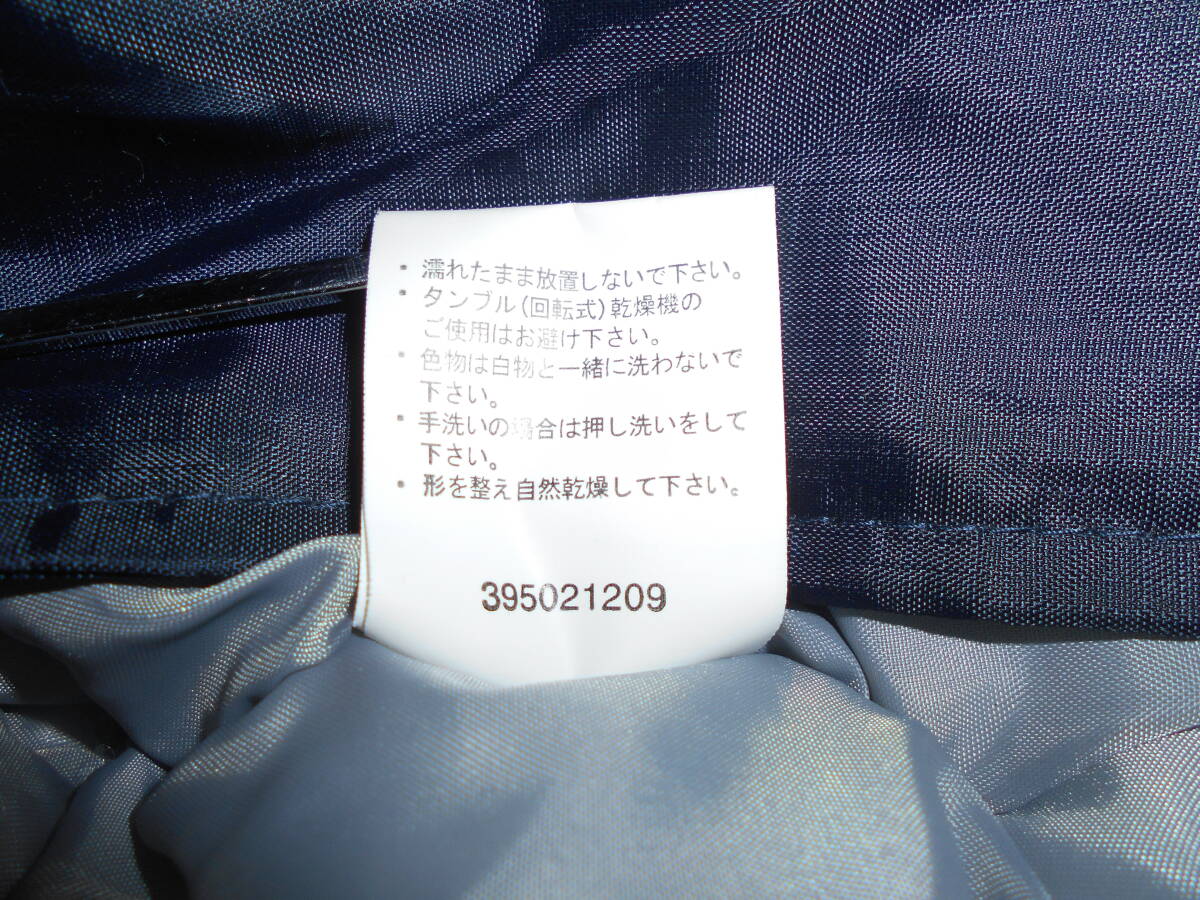 ・濡れたまま放置しないで下さい。
・タンブル(回転式)乾燥機の
ご使用はお避け下さい。
・色物は白物と一緒に洗わないで
下さい。
・手洗いの場合は押し洗いをして
下さい。
・形を整え自然乾燥して下さい。
395021209